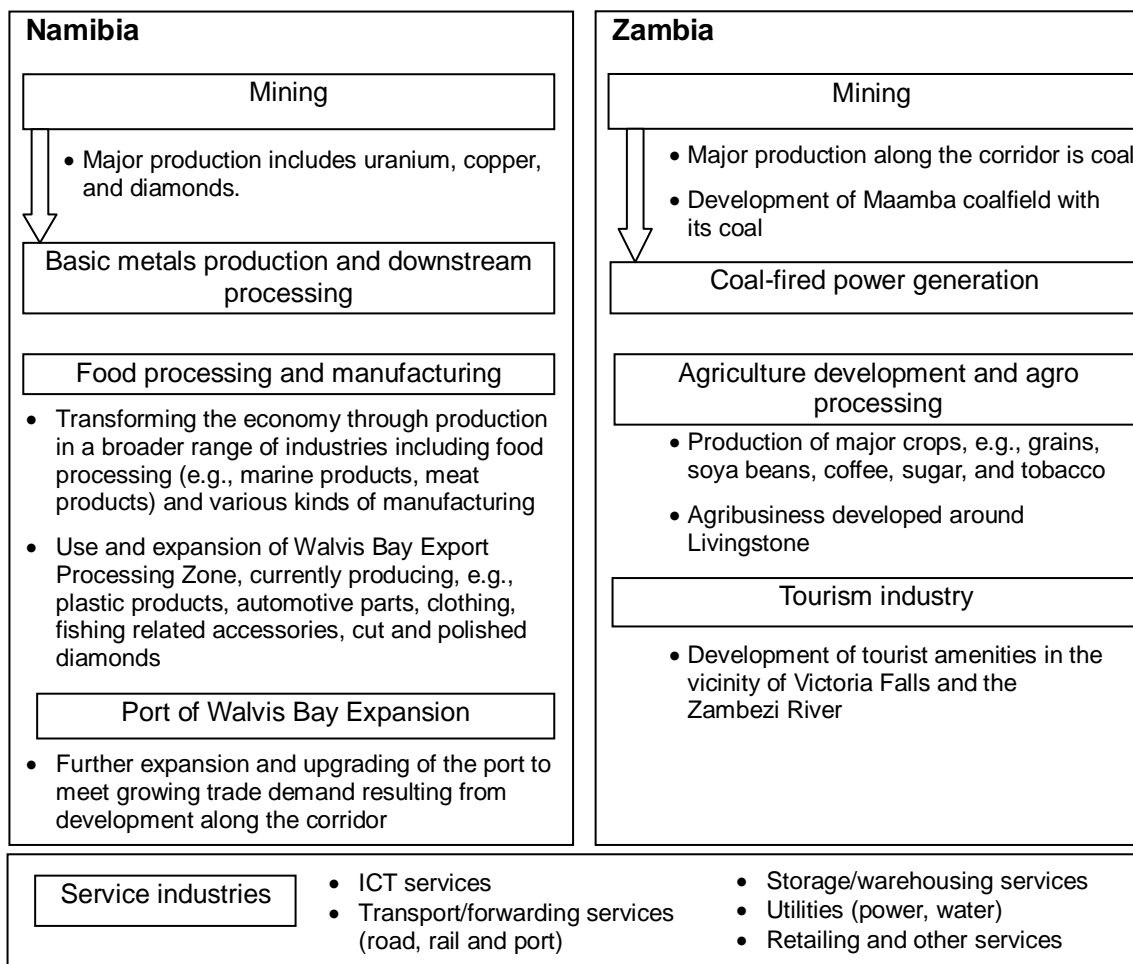 Namibia
Mining
• Major production includes uranium, copper,
and diamonds.
Basic metals production and downstream
processing
Food processing and manufacturing
• Transforming the economy through production
in a broader range of industries including food
processing (e.g., marine products, meat
products) and various kinds of manufacturing
• Use and expansion of Walvis Bay Export
Processing Zone, currently producing, e.g.,
plastic products, automotive parts, clothing,
fishing related accessories, cut and polished
diamonds
Port of Walvis Bay Expansion
• Further expansion and upgrading of the port to
meet growing trade demand resulting from
development along the corridor
Zambia
Mining
• Major production along the corridor is coal
• Development of Maamba coalfield with
its coal
Coal-fired power generation
Agriculture development and agro
processing
• Production of major crops, e.g., grains,
soya beans, coffee, sugar, and tobacco
• Agribusiness developed around
Livingstone
Tourism industry
• Development of tourist amenities in the
vicinity of Victoria Falls and the
Zambezi River
Service industries
• ICT services
• Transport/forwarding services
(road, rail and port)
• Storage/warehousing services
• Utilities (power, water)
• Retailing and other services